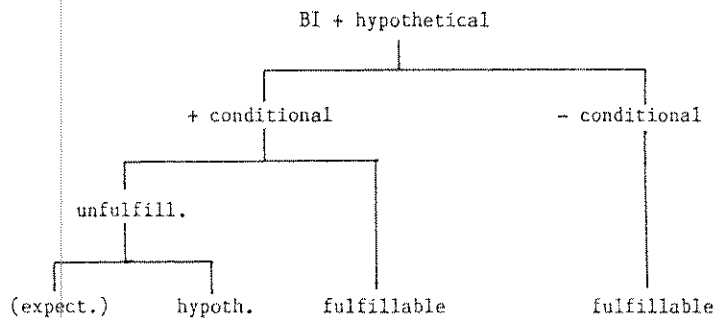 BI + hypothetical
+ conditional - conditional
unfulfill.
(expect.) hypoth. fulfillable fulfillable